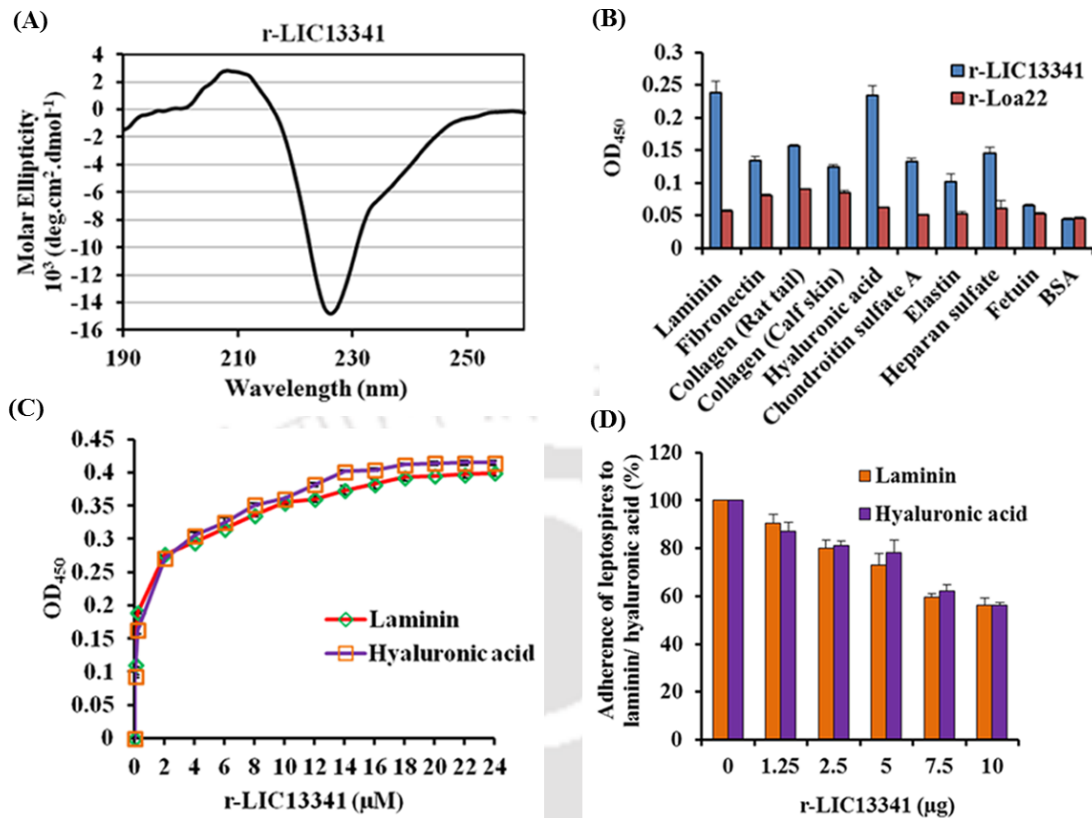 (A)
r-LIC13341
4
2
0
-2
-4
-6
-8
-10
-12
-14
-16
Molar Ellipticity
10³ (deg.cm².dmol⁻¹)
190 210 230 250
Wavelength (nm)
(B)
0.3
0.25
0.2
0.15
0.1
0.05
0
OD₄₅₀
r-LIC13341
r-Loa22
Laminin
Fibronectin
Collagen (Rat tail)
Collagen (Calf skin)
Hyaluronic acid
Chondroitin sulfate A
Elastin
Heparan sulfate
Fetuin
BSA
(C)
0.45
0.4
0.35
0.3
0.25
0.2
0.15
0.1
0.05
0
OD₄₅₀
Laminin
Hyaluronic acid
0 2 4 6 8 10 12 14 16 18 20 22 24
r-LIC13341 (µM)
(D)
120
100
80
60
40
20
0
Adherence of leptospires to
laminin/ hyaluronic acid (%)
Laminin
Hyaluronic acid
0 1.25 2.5 5 7.5 10
r-LIC13341 (µg)